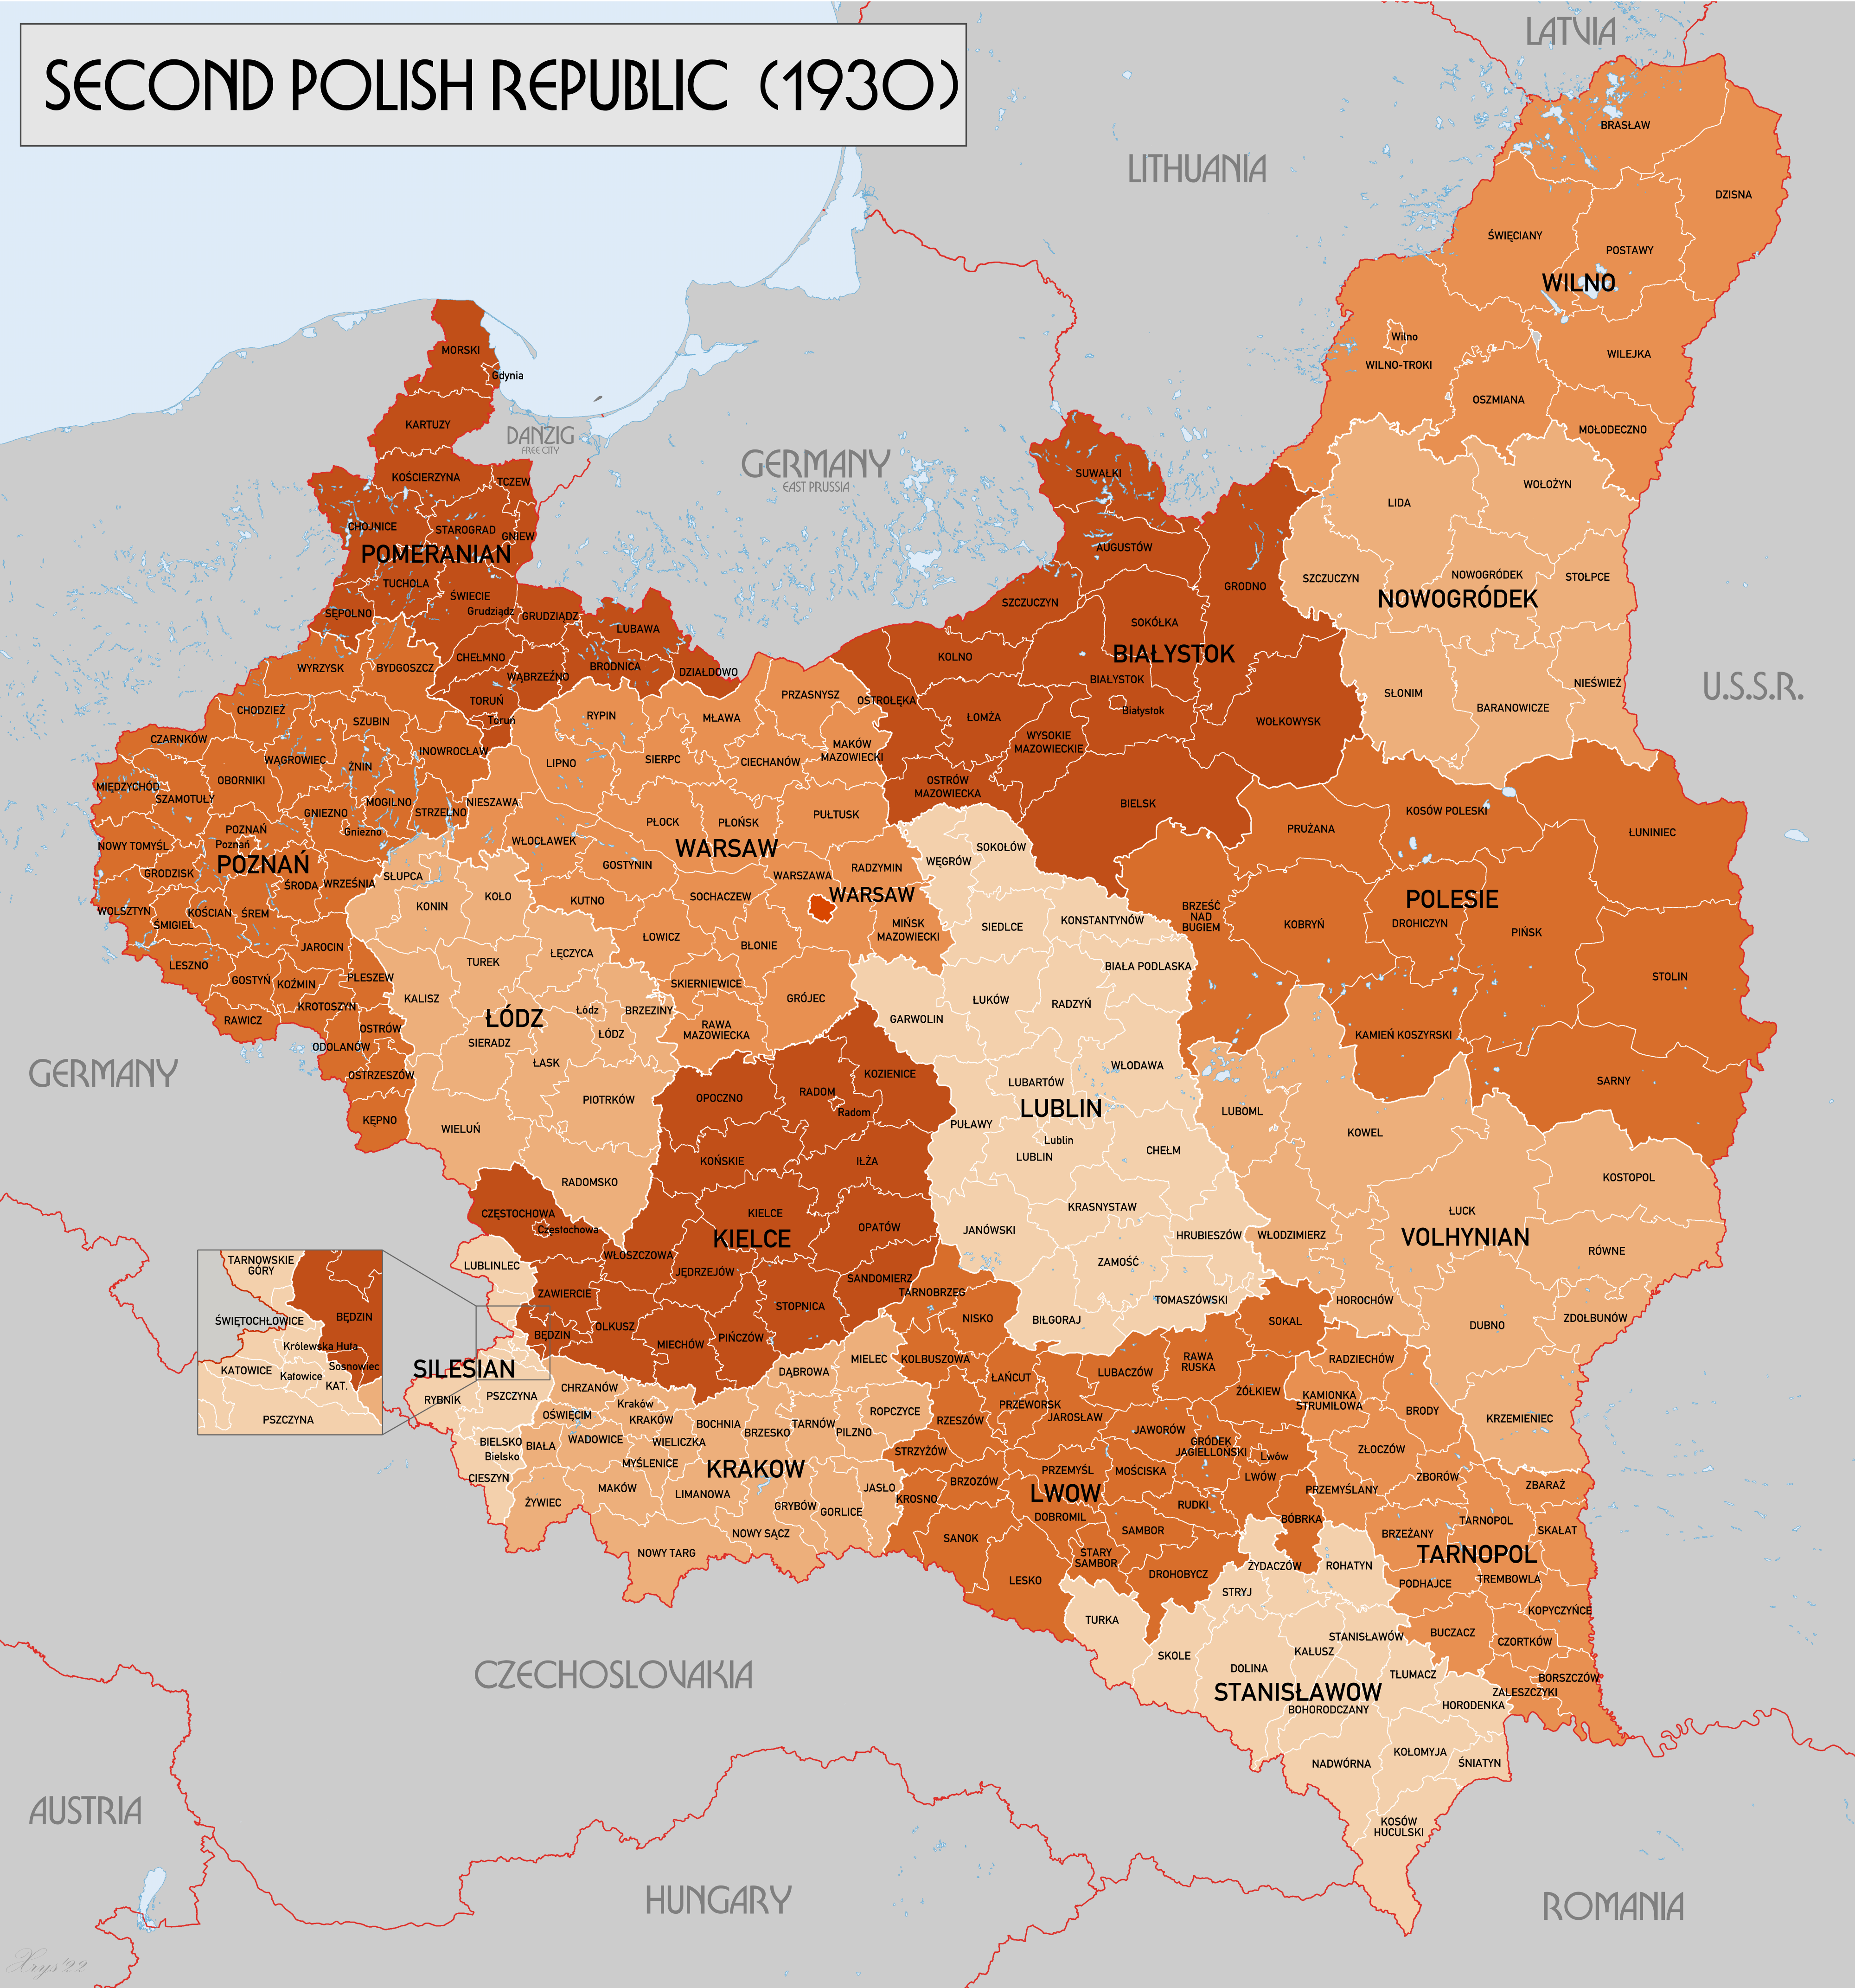 SECOND POLISH REPUBLIC (1930)
LATVIA
LITHUANIA
BRASŁAW
DZISNA
ŚWIĘCIANY
POSTAWY
WILNO
Wilno
WILNO-TROKI
WILEJKA
OSZMIANA
MOŁODECZNO
MORSKI
Gdynia
KARTUZY
DANZIG
FREE CITY
GERMANY
EAST PRUSSIA
KOŚCIERZYNA
TCZEW
CHOJNICE
STAROGRAD
GNIEW
POMERANIAN
TUCHOLA
ŚWIECIE
Grudziądz
GRUDZIĄDZ
SĘPOLNO
LUBAWA
CHEŁMNO
BRODNICA
DZIAŁDOWO
WĄBRZEŹNO
TORUŃ
Toruń
SUWAŁKI
AUGUSTÓW
GRODNO
SZCZUCZYN
SOKÓŁKA
KOLNO
BIAŁYSTOK
BIAŁYSTOK
Białystok
OSTROŁĘKA
ŁOMŻA
WYSOKIE
MAZOWIECKIE
WOŁKOWYSK
OSTRÓW
MAZOWIECKA
BIELSK
LIDA
WOŁOŻYN
SZCZUCZYN
NOWOGRÓDEK
STOŁPCE
NOWOGRÓDEK
SŁONIM
BARANOWICZE
NIEŚWIEŻ
U.S.S.R.
WYRZYSK
BYDGOSZCZ
CHODZIEŻ
SZUBIN
CZARNKÓW
WĄGROWIEC
ŻNIN
INOWROCŁAW
MIĘDZYCHÓD
OBORNIKI
SZAMOTUŁY
MOGILNO
STRZELNO
GNIEZNO
Gniezno
NOWY TOMYŚL
POZNAŃ
Poznań
POZNAŃ
GRODZISK
ŚRODA
WRZEŚNIA
WOLSZTYN
KOŚCIAN
ŚREM
ŚMIGIEL
JAROCIN
LESZNO
GOSTYŃ
KOŹMIN
PLESZEW
KROTOSZYN
RAWICZ
OSTRÓW
ODOLANÓW
OSTRZESZÓW
KĘPNO
PRZASNYSZ
RYPIN
MŁAWA
LIPNO
SIERPC
CIECHANÓW
MAKÓW
MAZOWIECKI
NIESZAWA
PŁOCK
PŁOŃSK
PUŁTUSK
WŁOCŁAWEK
WARSAW
GOSTYNIN
WARSZAWA
RADZYMIN
WARSAW
KUTNO
SOCHACZEW
MIŃSK
MAZOWIECKI
ŁOWICZ
BŁONIE
SKIERNIEWICE
GRÓJEC
RAWA
MAZOWIECKA
SŁUPCA
KOŁO
KONIN
TUREK
ŁĘCZYCA
KALISZ
ŁÓDZ
Łódz
BRZEZINY
ŁÓDZ
SIERADZ
ŁASK
PIOTRKÓW
WIELUŃ
RADOMSKO
WĘGRÓW
SOKOŁÓW
SIEDLCE
KONSTANTYNÓW
BIAŁA PODLASKA
ŁUKÓW
RADZYŃ
GARWOLIN
WŁODAWA
LUBARTÓW
LUBLIN
PUŁAWY
Lublin
LUBLIN
CHEŁM
KRASNYSTAW
JANÓWSKI
HRUBIESZÓW
ZAMOŚĆ
TOMASZÓWSKI
BIŁGORAJ
PRUŻANA
KOSÓW POLESKI
ŁUNINIEC
BRZEŚĆ
NAD
BUGIEM
POLESIE
KOBRYŃ
DROHICZYN
PIŃSK
STOLIN
KAMIEŃ KOSZYRSKI
SARNY
LUBOML
KOWEL
KOSTOPOL
ŁUCK
WŁODZIMIERZ
VOLHYNIAN
RÓWNE
HOROCHÓW
DUBNO
ZDOŁBUNÓW
KRZEMIENIEC
KOZIENICE
OPOCZNO
RADOM
Radom
KOŃSKIE
IŁŻA
CZĘSTOCHOWA
Częstochowa
KIELCE
KIELCE
OPATÓW
WŁOSZCZOWA
JĘDRZEJÓW
SANDOMIERZ
ZAWIERCIE
STOPNICA
BĘDZIN
OLKUSZ
MIECHÓW
PIŃCZÓW
GERMANY
LUBLINLEC
TARNOWSKIE
GÓRY
BĘDZIN
ŚWIĘTOCHŁOWICE
Królewska Huta
Sosnowiec
KATOWICE
Katowice
KAT.
PSZCZYNA
SILESIAN
RYBNIK
PSZCZYNA
BIELSKO
Bielsko
CIESZYN
DĄBROWA
MIELEC
CHRZANÓW
Kraków
OŚWIĘCIM
KRAKÓW
BOCHNIA
BRZESKO
TARNÓW
PILZNO
ROPCZYCE
BIAŁA
WADOWICE
WIELICZKA
MYŚLENICE
KRAKOW
ŻYWIEC
MAKÓW
LIMANOWA
GRYBÓW
GORLICE
JASŁO
NOWY SĄCZ
NOWY TARG
TARNOBRZEG
NISKO
SOKAL
KOLBUSZOWA
ŁAŃCUT
LUBACZÓW
RAWA
RUSKA
ŻÓŁKIEW
RZESZÓW
PRZEWORSK
JAROSŁAW
JAWORÓW
GRÓDEK
JAGIELLOŃSKI
Lwów
LWÓW
STRZYŻÓW
BRZOZÓW
PRZEMYŚL
MOŚCISKA
LWOW
KROSNO
DOBROMIL
RUDKI
SANOK
SAMBOR
BÓBRKA
STARY
SAMBOR
LESKO
DROHOBYCZ
RADZIECHÓW
KAMIONKA
STRUMIŁOWA
BRODY
ZŁOCZÓW
ZBORÓW
ZBARAŻ
PRZEMYŚLANY
TARNOPOL
SKAŁAT
BRZEŻANY
TARNOPOL
TREMBOWLA
PODHAJCE
KOPYCZYŃCE
BUCZACZ
CZORTKÓW
BORSZCZÓW
ZALESZCZYKI
ŻYDACZÓW
ROHATYN
STRYJ
TURKA
SKOLE
STANISŁAWÓW
KAŁUSZ
DOLINA
TŁUMACZ
STANISŁAWOW
HORODENKA
BOHORODCZANY
KOŁOMYJA
NADWÓRNA
ŚNIATYN
KOSÓW
HUCULSKI
CZECHOSLOVAKIA
AUSTRIA
HUNGARY
ROMANIA
Xrys'22